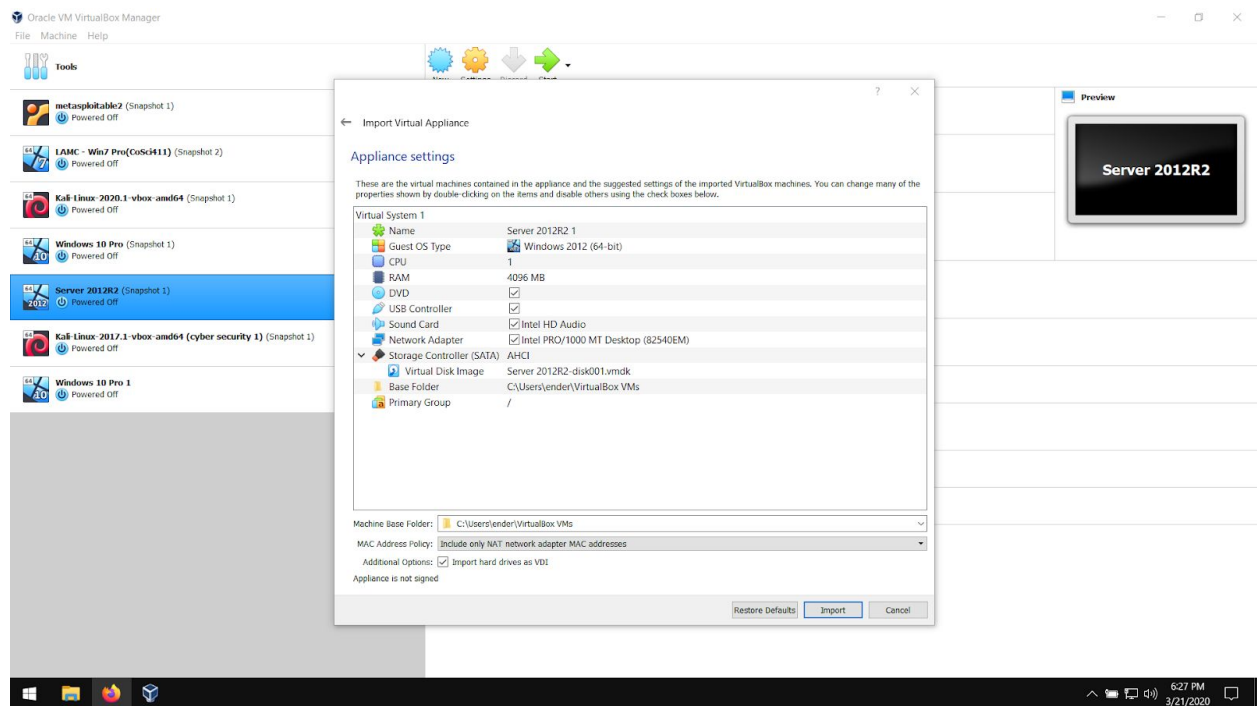 Oracle VM VirtualBox Manager
File Machine Help
Tools
metasploitable2 (Snapshot 1)
Powered Off
64
7
LAMC - Win7 Pro(CoSci411) (Snapshot 2)
Powered Off
64
Kali-Linux-2020.1-vbox-amd64 (Snapshot 1)
Powered Off
64
10
Windows 10 Pro (Snapshot 1)
Powered Off
64
2012
Server 2012R2 (Snapshot 1)
Powered Off
64
Kali-Linux-2017.1-vbox-amd64 (cyber security 1) (Snapshot 1)
Powered Off
64
10
Windows 10 Pro 1
Powered Off
Preview
Server 2012R2
Import Virtual Appliance
Appliance settings
These are the virtual machines contained in the appliance and the suggested settings of the imported VirtualBox machines. You can change many of the
properties shown by double-clicking on the items and disable others using the check boxes below.
Virtual System 1
Name Server 2012R2 1
Guest OS Type Windows 2012 (64-bit)
CPU 1
RAM 4096 MB
DVD
USB Controller
Sound Card Intel HD Audio
Network Adapter Intel PRO/1000 MT Desktop (82540EM)
Storage Controller (SATA) AHCI
Virtual Disk Image Server 2012R2-disk001.vmdk
Base Folder C:\Users\ender\VirtualBox VMs
Primary Group /
Machine Base Folder: C:\Users\ender\VirtualBox VMs
MAC Address Policy: Include only NAT network adapter MAC addresses
Additional Options: Import hard drives as VDI
Appliance is not signed
Restore Defaults Import Cancel
6:27 PM
3/21/2020